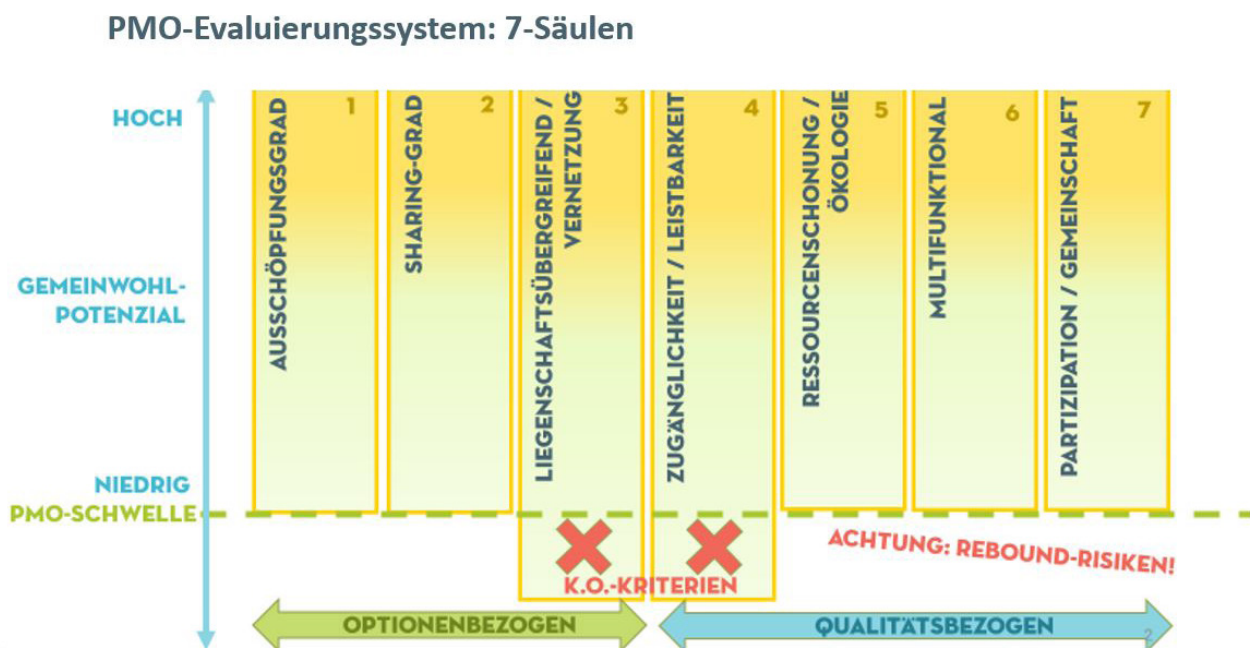 PMO-Evaluierungssystem: 7-Säulen
HOCH
GEMEINWOHL-
POTENZIAL
NIEDRIG
PMO-SCHWELLE
1
AUSSCHÖPFUNGSGRAD
2
SHARING-GRAD
3
LIEGENSCHAFTSÜBERGREIFEND /
VERNETZUNG
4
ZUGÄNGLICHKEIT / LEISTBARKEIT
5
RESSOURCENSCHONUNG /
ÖKOLOGIE
6
MULTIFUNKTIONAL
7
PARTIZIPATION / GEMEINSCHAFT
K.O.-KRITERIEN
ACHTUNG: REBOUND-RISIKEN!
OPTIONENBEZOGEN
QUALITÄTSBEZOGEN
2